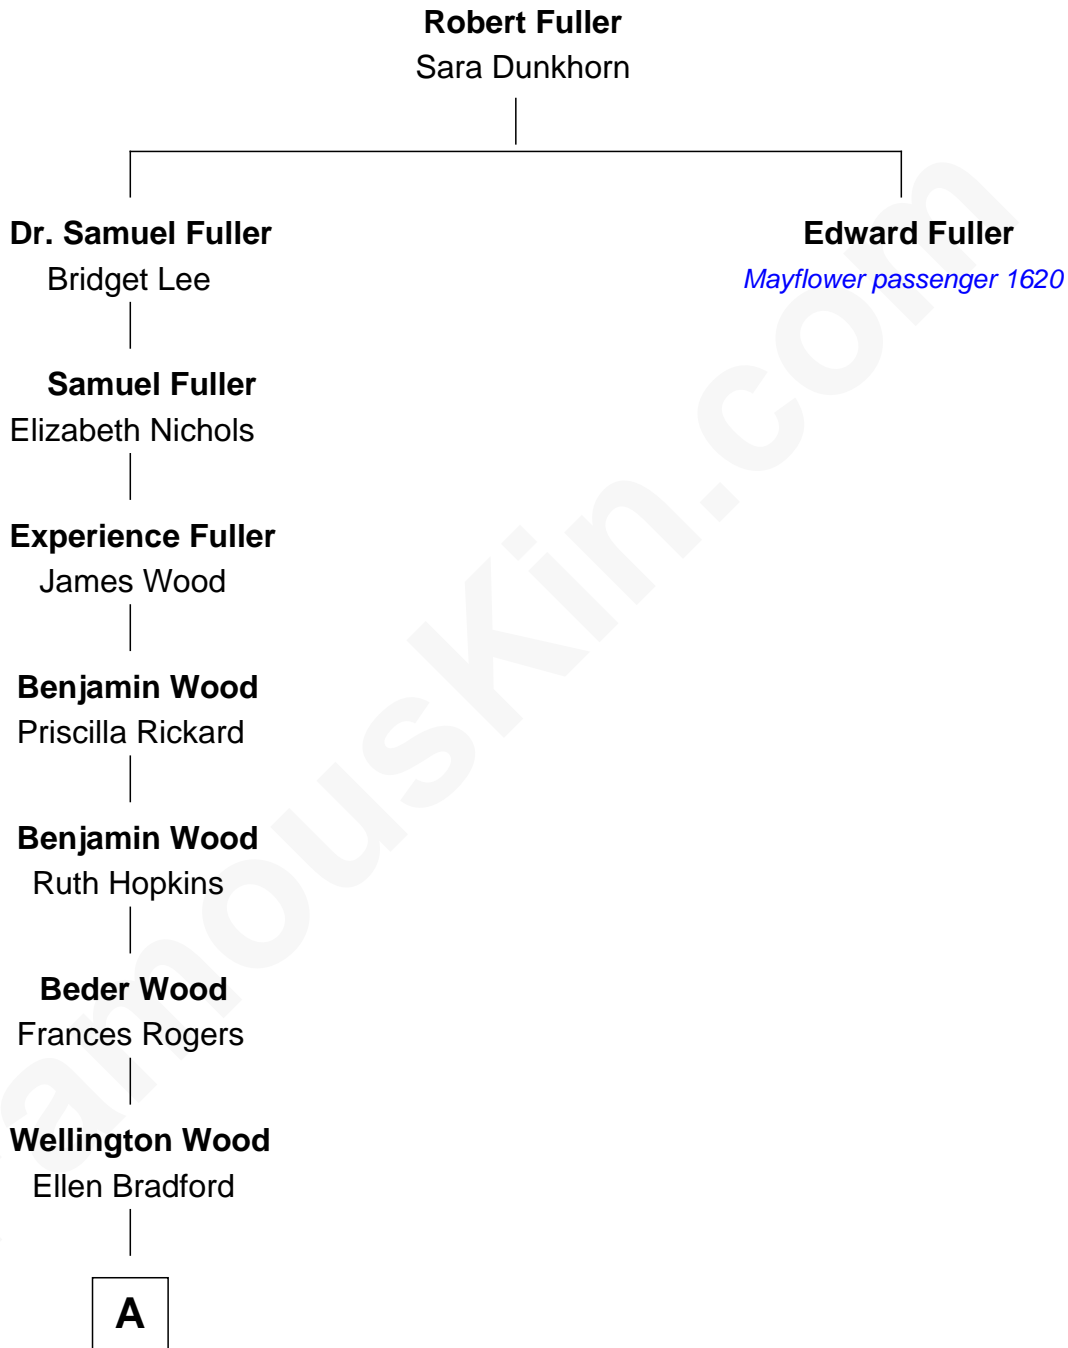 Robert Fuller
Sara Dunkhorn
Dr. Samuel Fuller
Bridget Lee
Edward Fuller
Mayflower passenger 1620
Samuel Fuller
Elizabeth Nichols
Experience Fuller
James Wood
Benjamin Wood
Priscilla Rickard
Benjamin Wood
Ruth Hopkins
Beder Wood
Frances Rogers
Wellington Wood
Ellen Bradford
A
famouskin.com